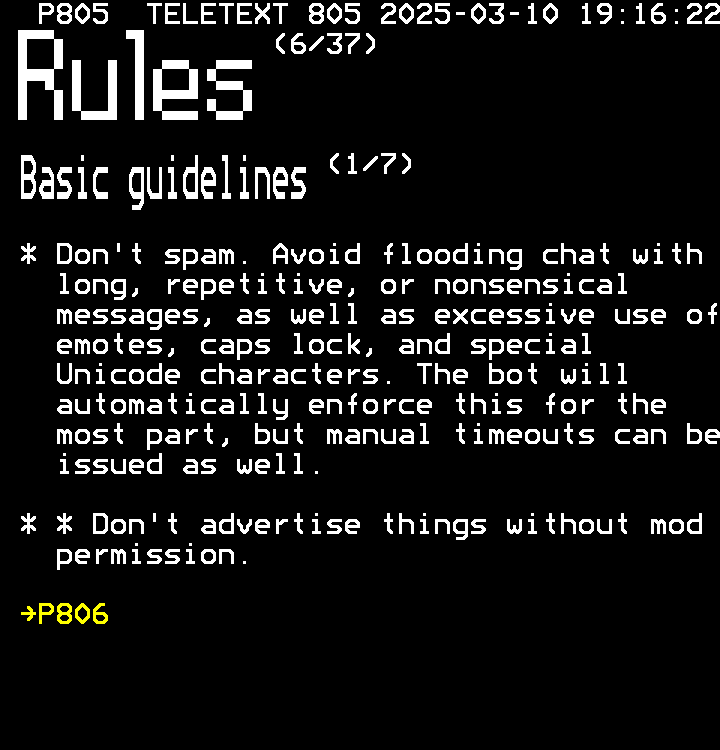 P805  TELETEXT 805 2025-03-10 19:16:22
Rules (6/37)
Basic guidelines (1/7)
* Don't spam. Avoid flooding chat with
long, repetitive, or nonsensical
messages, as well as excessive use of
emotes, caps lock, and special
Unicode characters. The bot will
automatically enforce this for the
most part, but manual timeouts can be
issued as well.
* * Don't advertise things without mod
permission.
→P806